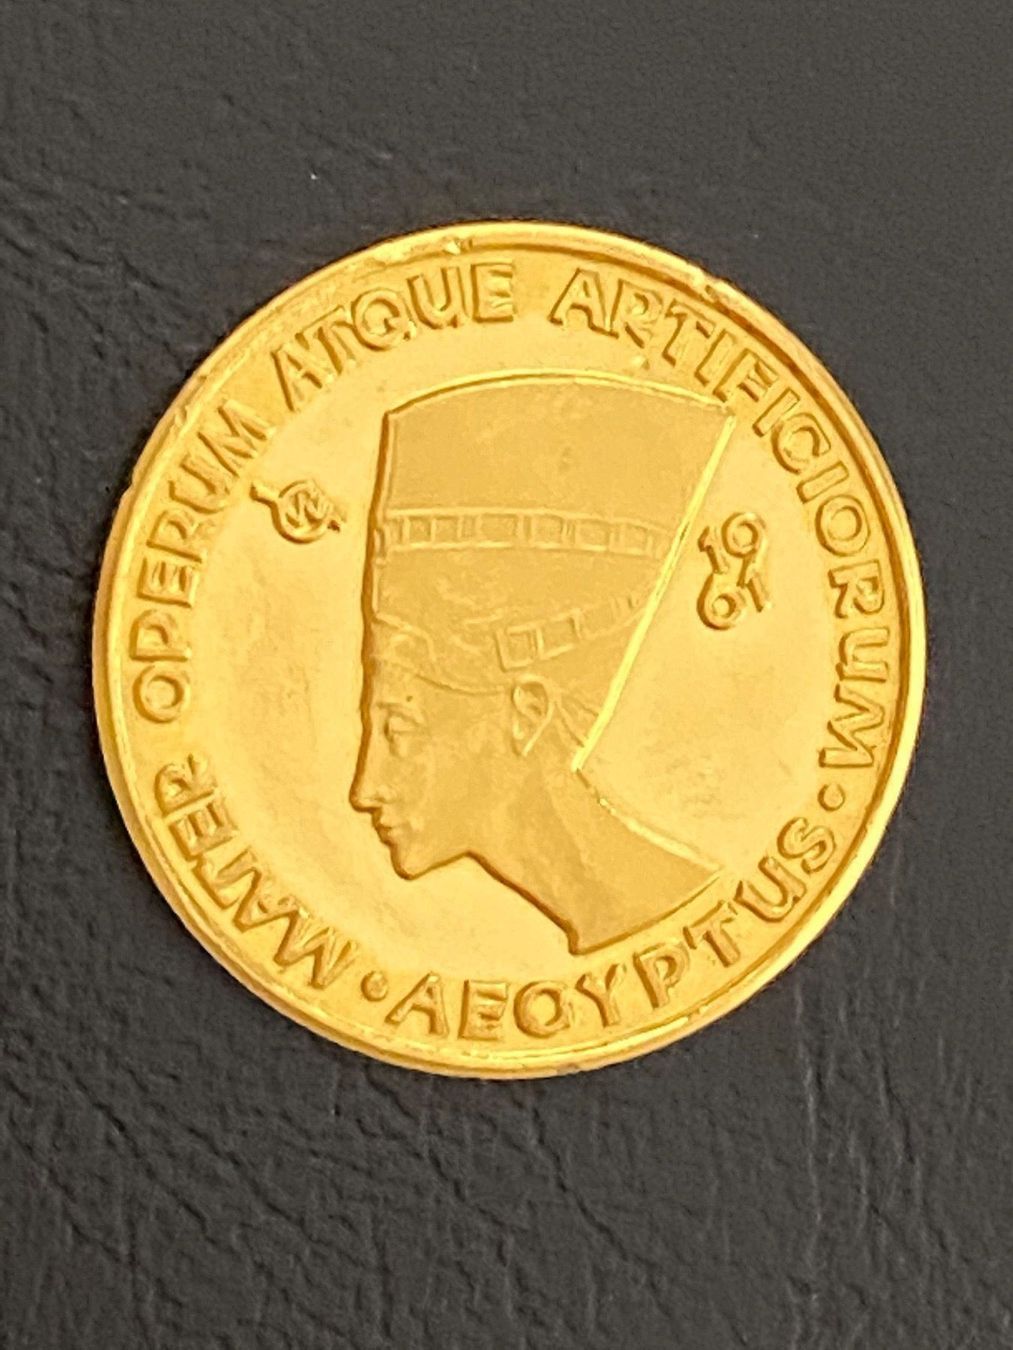 MATER OPERUM ATQUE ARTIFICIORUM · AEGYPTUS ·
19
61